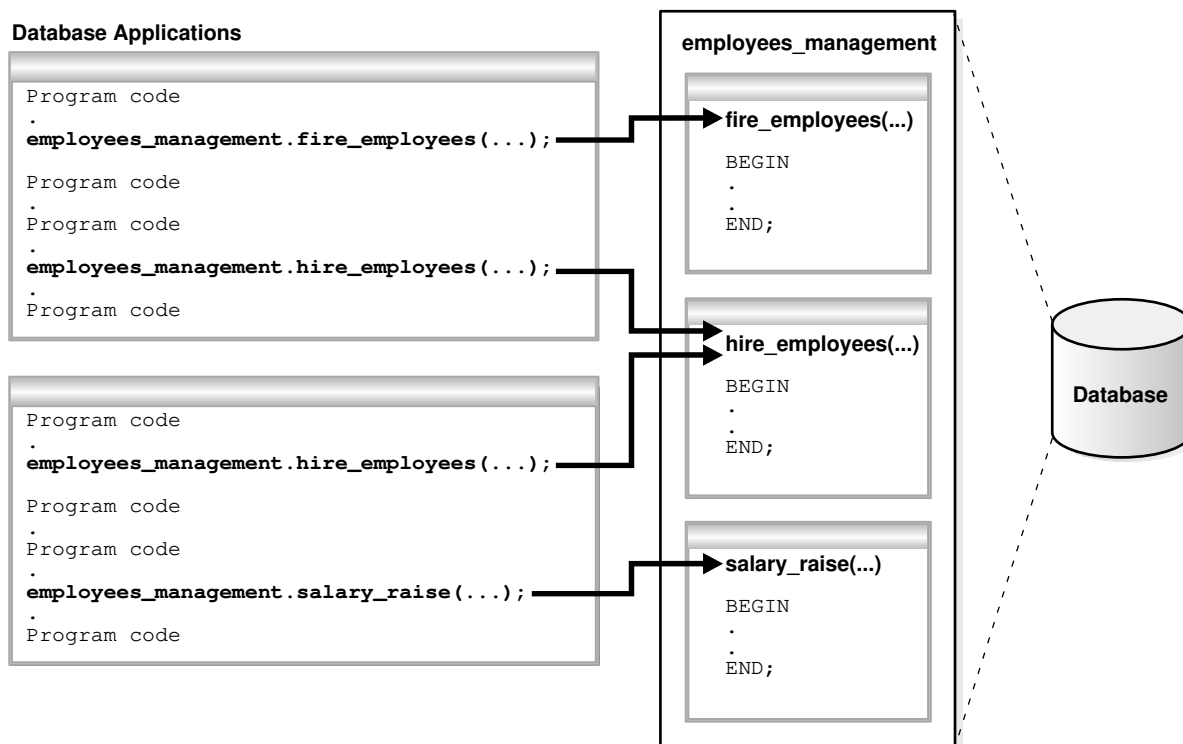 Database Applications
Program code
.
employees_management.fire_employees(...);
Program code
.
Program code
.
employees_management.hire_employees(...);
.
Program code
Program code
.
employees_management.hire_employees(...);
Program code
.
Program code
.
employees_management.salary_raise(...);
.
Program code
employees_management
fire_employees(...)
BEGIN
.
.
END;
hire_employees(...)
BEGIN
.
.
END;
salary_raise(...)
BEGIN
.
.
END;
Database